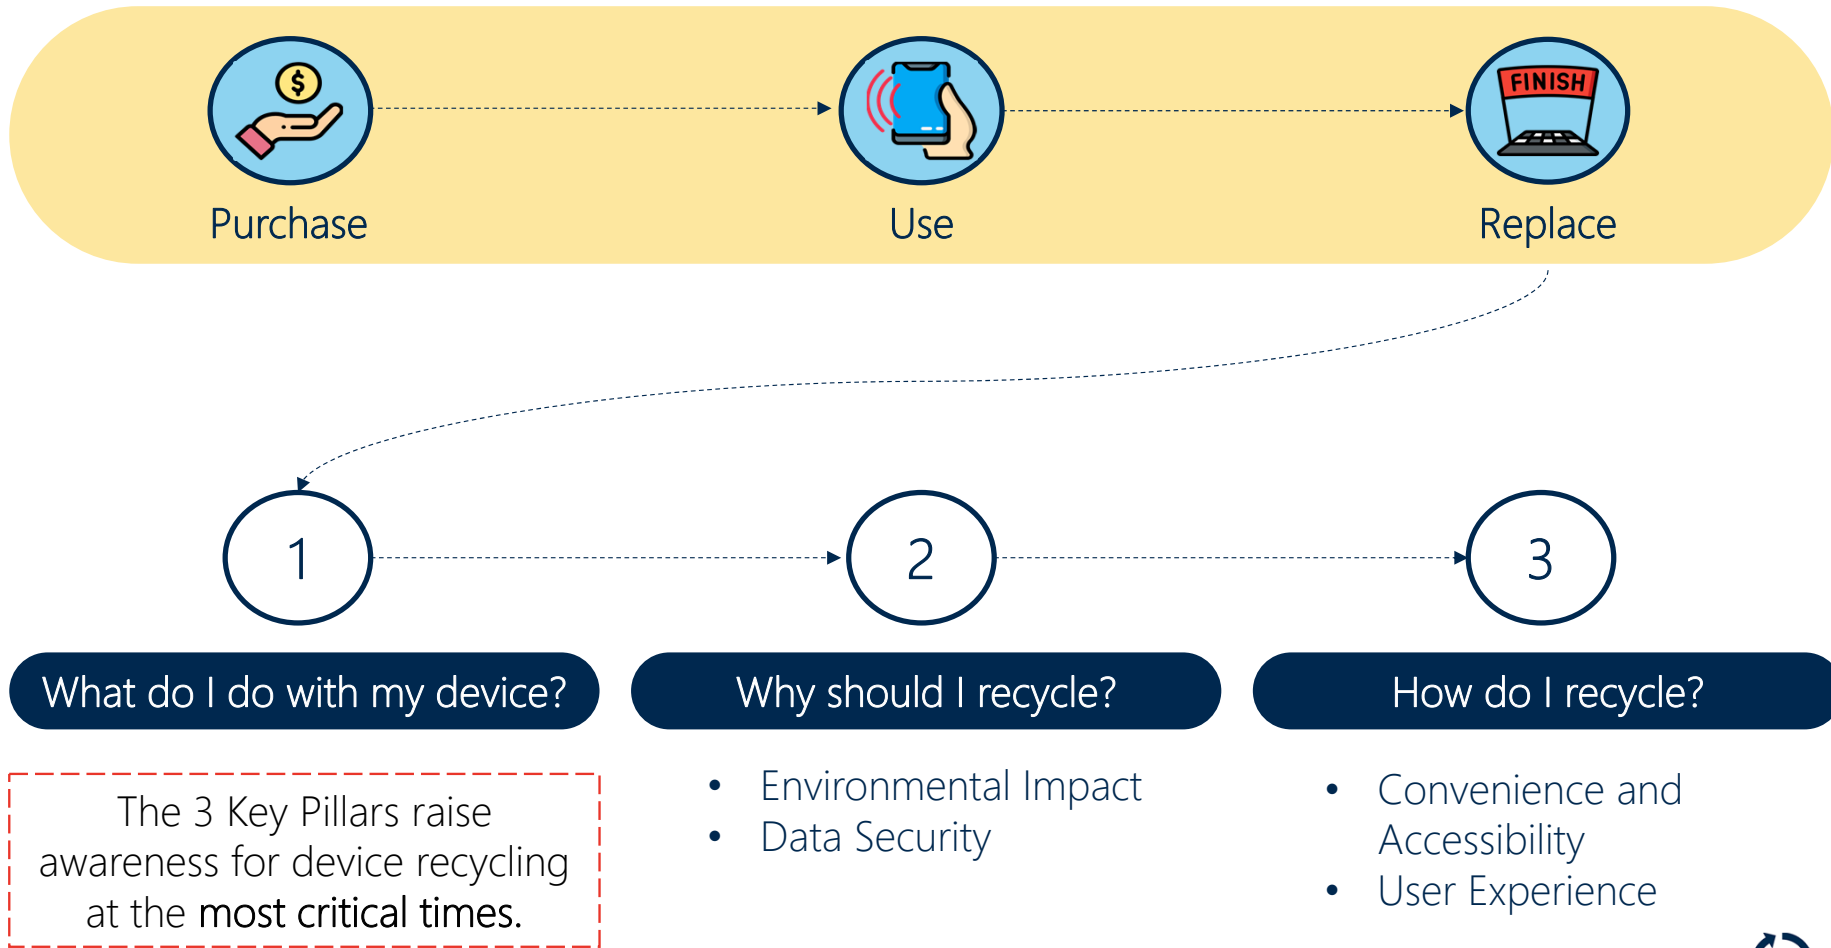 $
FINISH
Purchase
Use
Replace
1
2
3
What do I do with my device?
Why should I recycle?
How do I recycle?
The 3 Key Pillars raise
awareness for device recycling
at the most critical times.
• Environmental Impact
• Data Security
• Convenience and
Accessibility
• User Experience